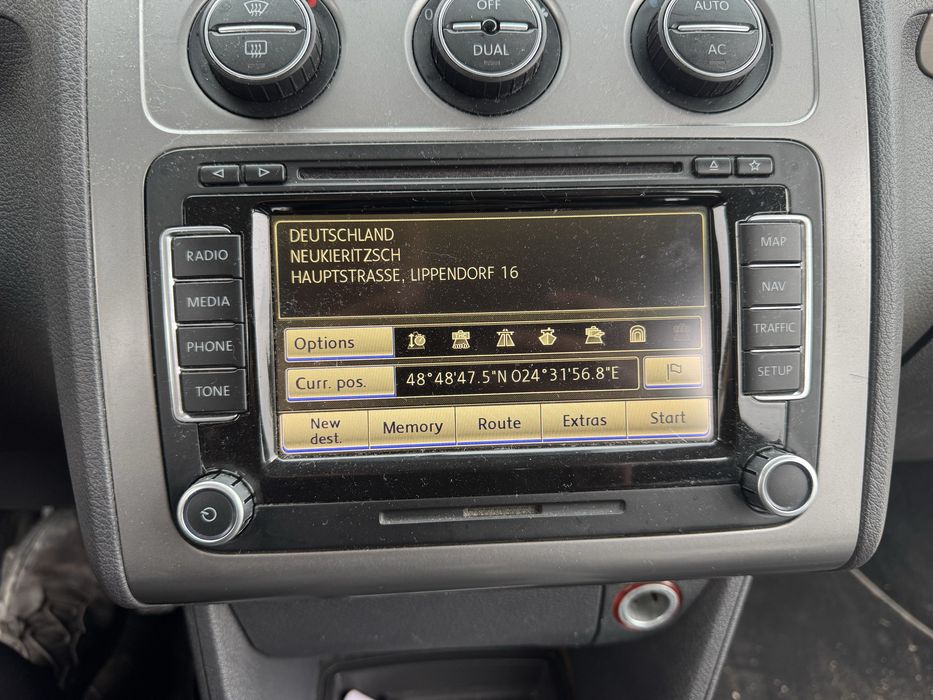 OFF
AUTO
0
DUAL
AC
RADIO
MEDIA
PHONE
TONE
DEUTSCHLAND
NEUKIERITZSCH
HAUPTSTRASSE, LIPPENDORF 16
Options
Curr. pos.
48°48'47.5"N 024°31'56.8"E
New dest.
Memory
Route
Extras
Start
MAP
NAV
TRAFFIC
SETUP